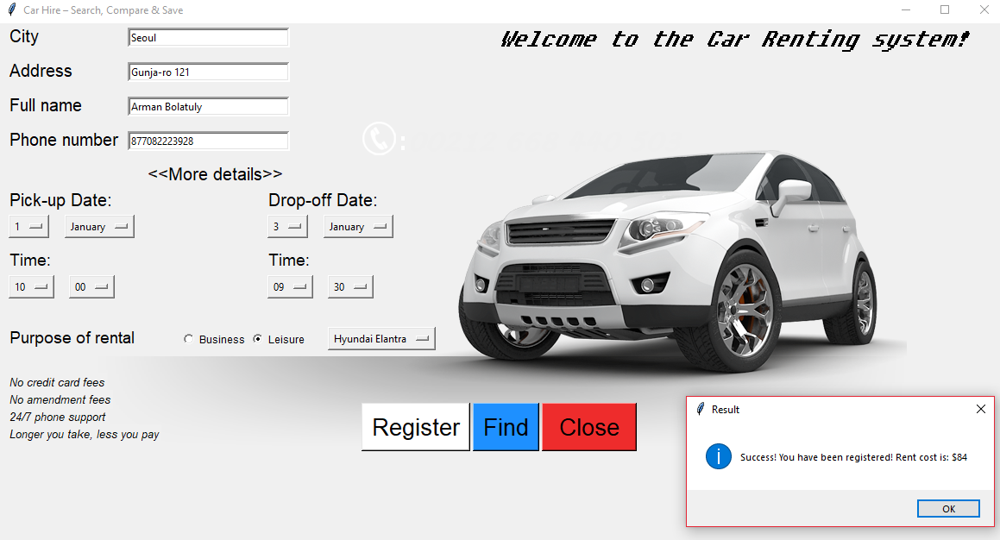 Car Hire – Search, Compare & Save
Welcome to the Car Renting system!
City Seoul
Address Gunja-ro 121
Full name Arman Bolatuly
Phone number 877082223928
:
<<More details>>
Pick-up Date: Drop-off Date:
1 January 3 January
Time: Time:
10 00 09 30
Purpose of rental Business Leisure Hyundai Elantra
No credit card fees
No amendment fees
24/7 phone support
Longer you take, less you pay
Register Find Close
Result
Success! You have been registered! Rent cost is: $84
OK